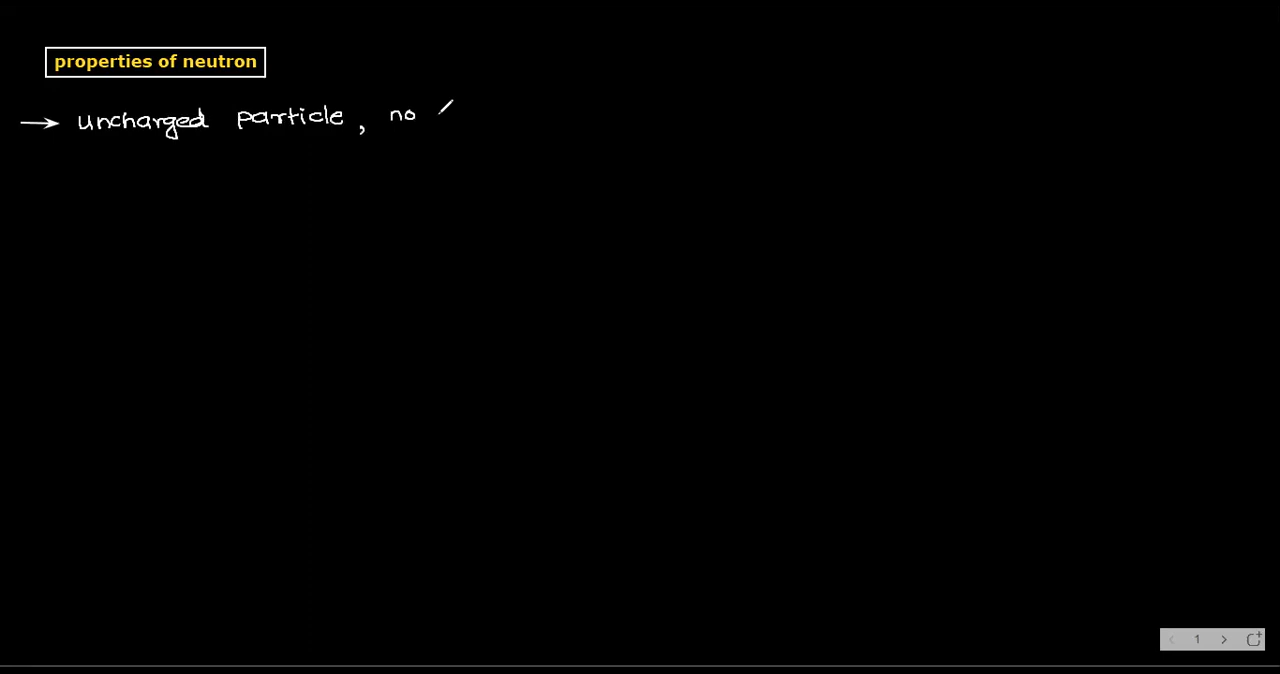 properties of neutron
→ uncharged particle, no
1